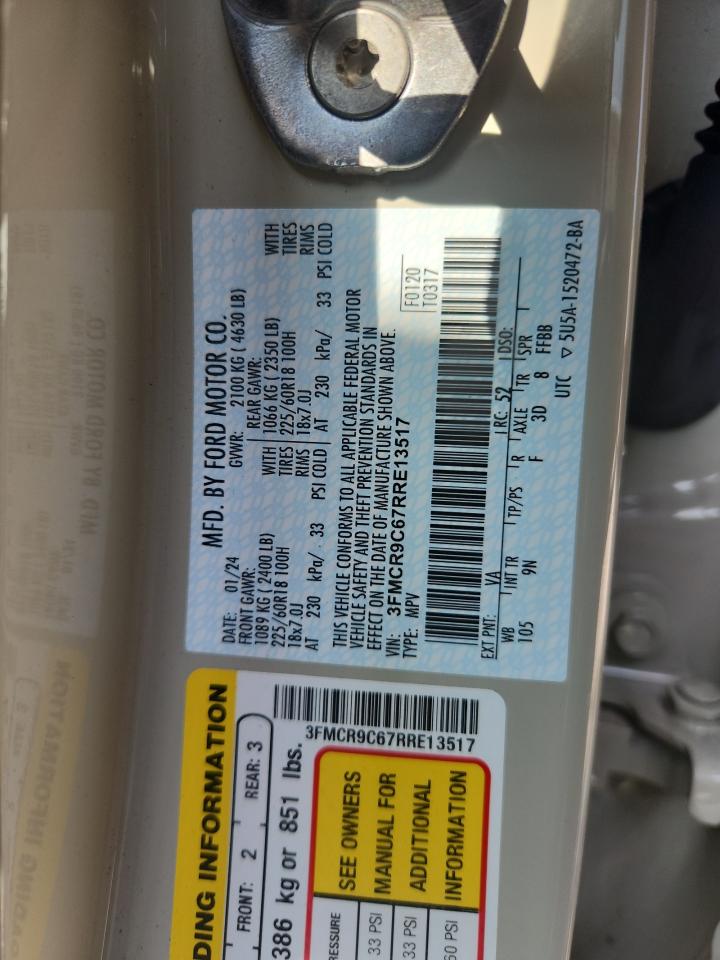 MFD. BY FORD MOTOR CO.
DATE: 01/24 GVWR: 2100 KG ( 4630 LB)
FRONT GAWR: REAR GAWR:
1089 KG ( 2400 LB) WITH 1066 KG ( 2350 LB) WITH
225/60R18 100H TIRES 225/60R18 100H TIRES
18x7.0J RIMS 18x7.0J RIMS
AT 230 kPa/ 33 PSI COLD AT 230 kPa/ 33 PSI COLD
THIS VEHICLE CONFORMS TO ALL APPLICABLE FEDERAL MOTOR
VEHICLE SAFETY AND THEFT PREVENTION STANDARDS IN
EFFECT ON THE DATE OF MANUFACTURE SHOWN ABOVE.
VIN: 3FMCR9C67RRE13517
TYPE: MPV
F0120
T0317
EXT PNT: YA RC: 52 DSO:
WB INT TR TP/PS R AXLE TR SPR
105 9N F 3D 8 FFBB
UTC ▽ 5U5A-1520472-BA
DING INFORMATION
FRONT: 2 REAR: 3
386 kg or 851 lbs.
3FMCR9C67RRE13517
RESSURE
33 PSI
33 PSI
60 PSI
SEE OWNERS
MANUAL FOR
ADDITIONAL
INFORMATION